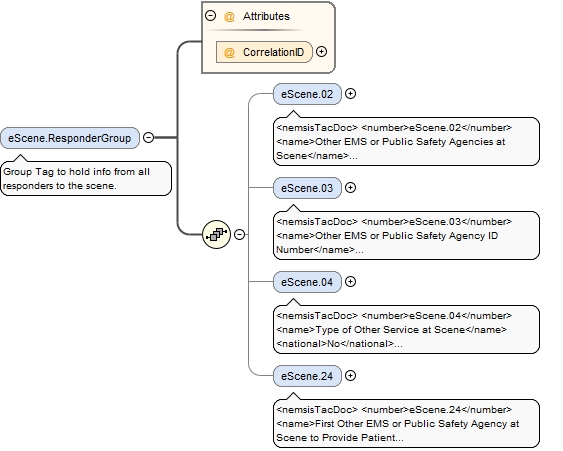 @ Attributes
@ CorrelationID
eScene.02
<nemsisTacDoc> <number>eScene.02</number>
<name>Other EMS or Public Safety Agencies at
Scene</name>...
eScene.ResponderGroup
Group Tag to hold info from all
responders to the scene.
eScene.03
<nemsisTacDoc> <number>eScene.03</number>
<name>Other EMS or Public Safety Agency ID
Number</name>...
eScene.04
<nemsisTacDoc> <number>eScene.04</number>
<name>Type of Other Service at Scene</name>
<national>No</national>...
eScene.24
<nemsisTacDoc> <number>eScene.24</number>
<name>First Other EMS or Public Safety Agency at
Scene to Provide Patient...